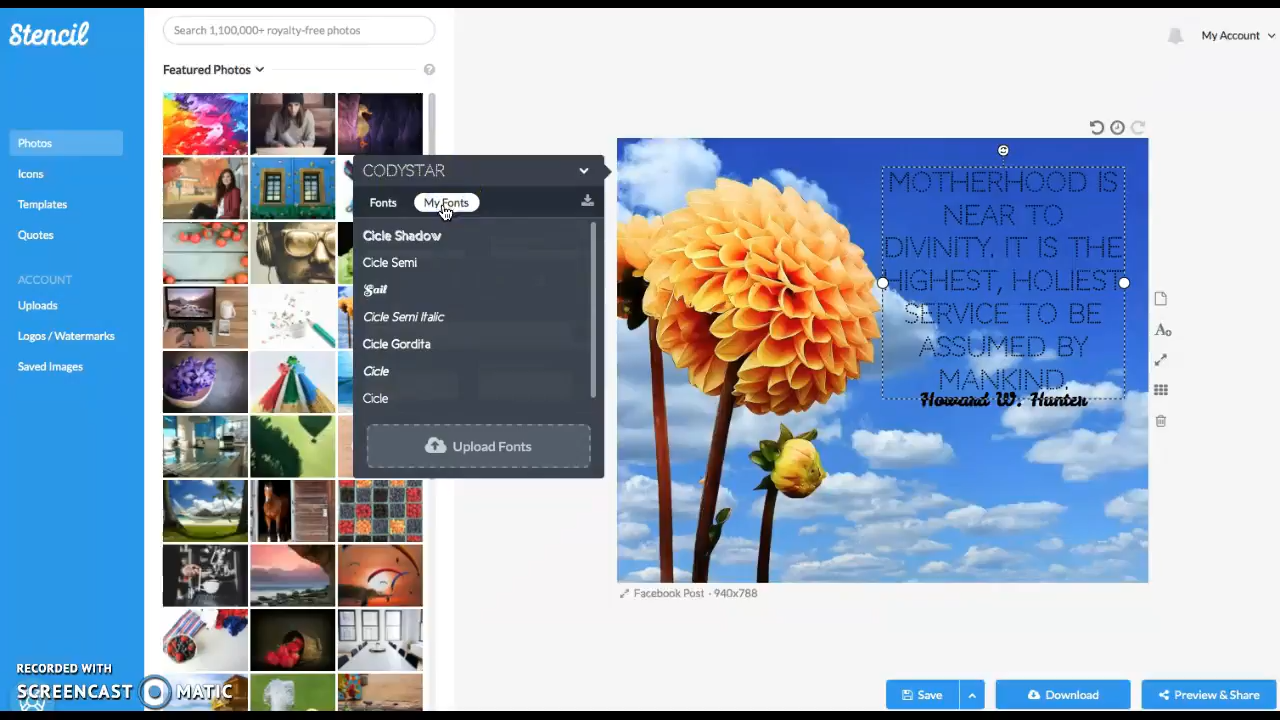 Stencil
Search 1,100,000+ royalty-free photos
My Account
Featured Photos
Photos
Icons
Templates
Quotes
ACCOUNT
Uploads
Logos / Watermarks
Saved Images
CODYSTAR
Fonts
My Fonts
Cicle Shadow
Cicle Semi
Cicle Semi Italic
Cicle Gordita
Cicle
Cicle
Upload Fonts
MOTHERHOOD IS
NEAR TO
DIVINITY. IT IS THE
HIGHEST, HOLIEST
SERVICE TO BE
ASSUMED BY
MANKIND.
Howard W. Hunter
Aa
Facebook Post · 940x788
RECORDED WITH
SCREENCAST MATIC
Save
Download
Preview & Share